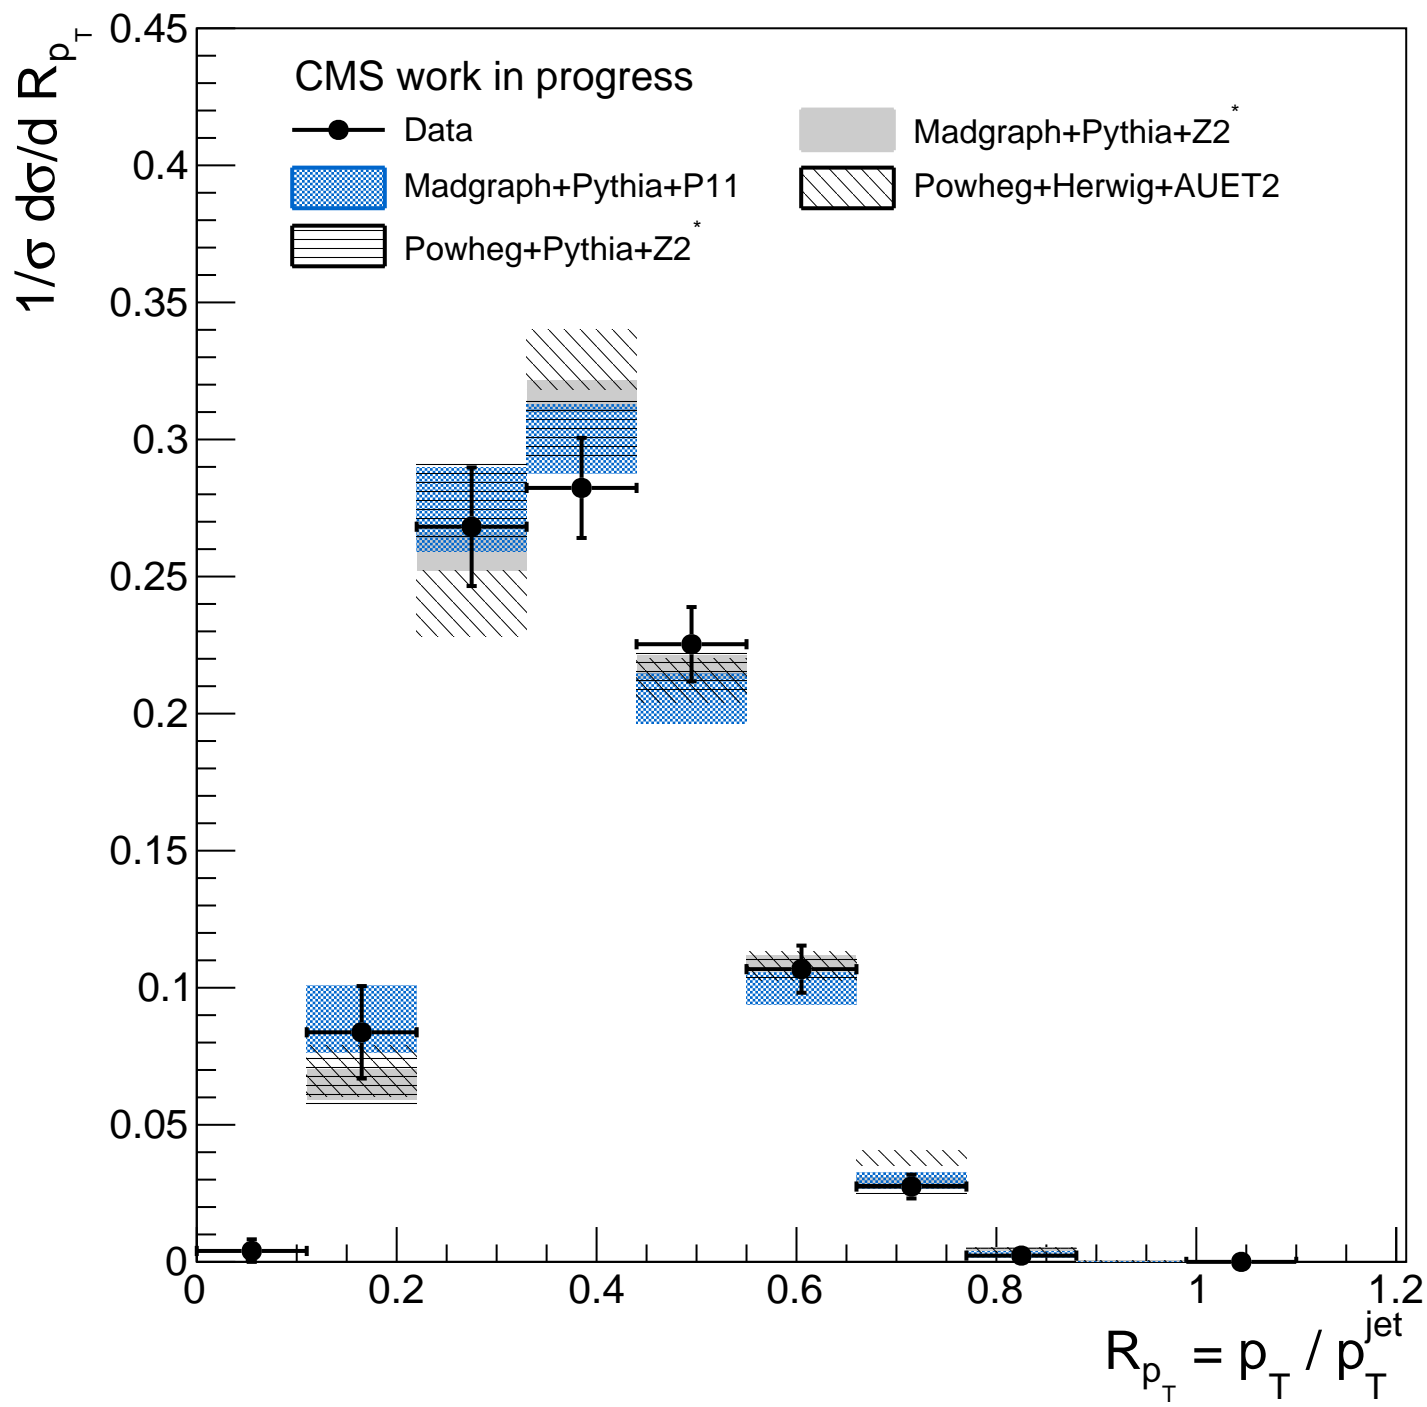 1/σ dσ/d R_{p_T}
0.45
0.4
0.35
0.3
0.25
0.2
0.15
0.1
0.05
0
CMS work in progress
Data
Madgraph+Pythia+Z2*
Madgraph+Pythia+P11
Powheg+Herwig+AUET2
Powheg+Pythia+Z2*
0 0.2 0.4 0.6 0.8 1 1.2
R_{p_T} = p_T / p_T^{jet}